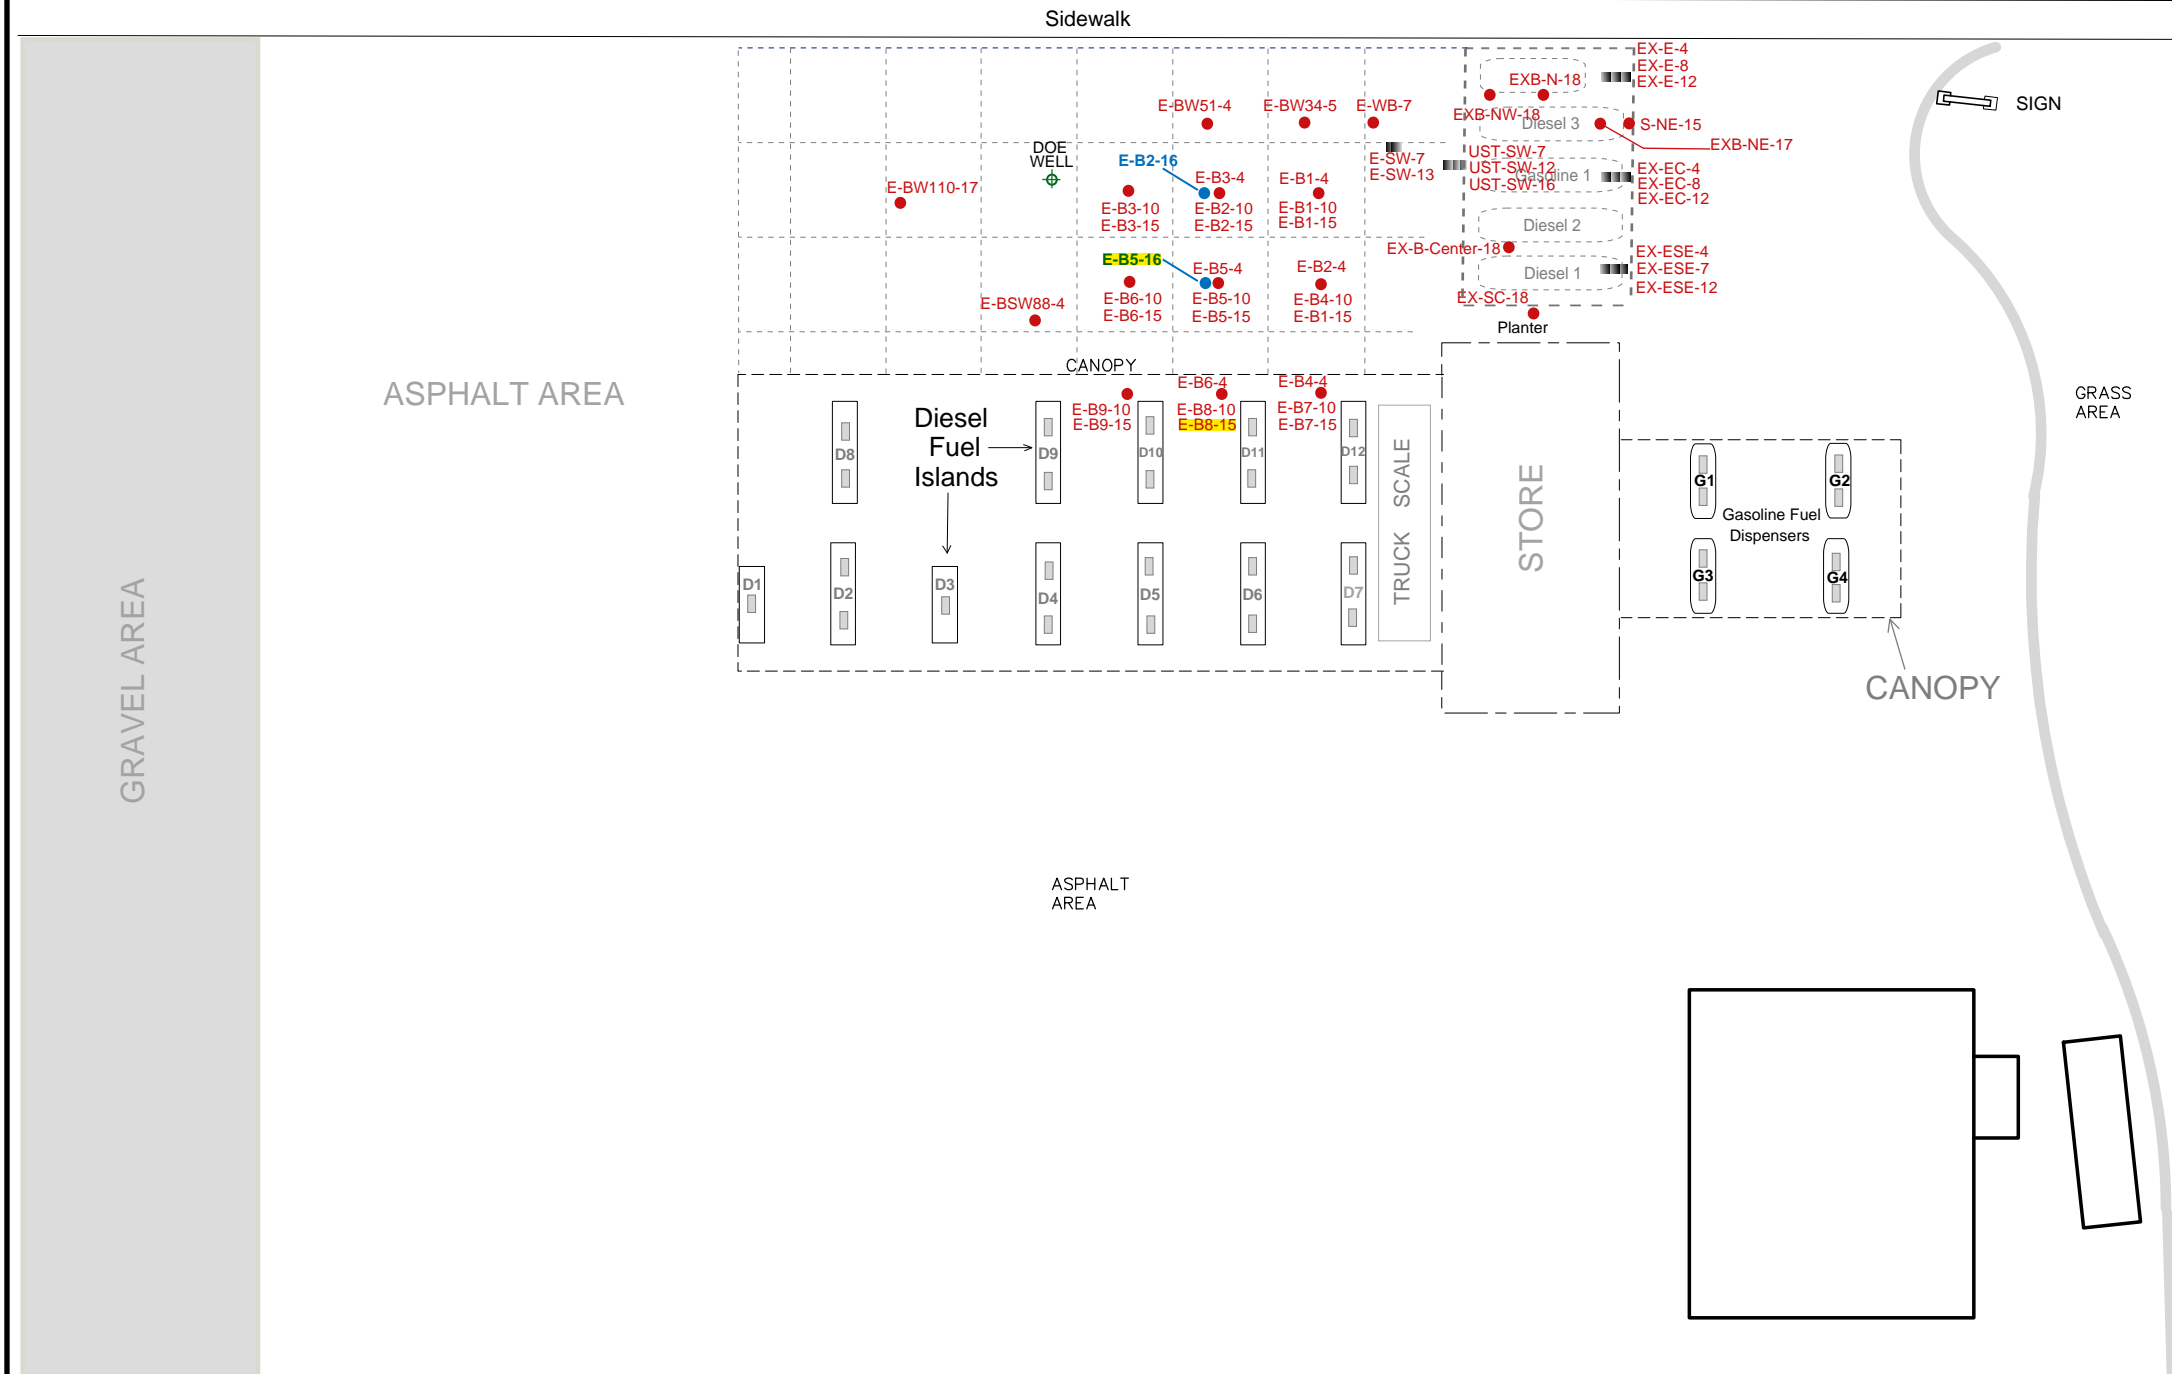 Sidewalk
EX-E-4
EX-E-8
EX-E-12
EXB-N-18
EXB-NW-18
Diesel 3
S-NE-15
EXB-NE-17
SIGN
E-BW51-4
E-BW34-5
E-WB-7
DOE
WELL
E-B2-16
E-SW-7
E-SW-13
UST-SW-7
UST-SW-12
UST-SW-16
Gasoline 1
EX-EC-4
EX-EC-8
EX-EC-12
E-BW110-17
E-B3-4
E-B1-4
E-B3-10
E-B3-15
E-B2-10
E-B2-15
E-B1-10
E-B1-15
Diesel 2
EX-B-Center-18
E-B5-16
E-B5-4
E-B2-4
Diesel 1
EX-ESE-4
EX-ESE-7
EX-ESE-12
E-BSW88-4
E-B6-10
E-B6-15
E-B5-10
E-B5-15
E-B4-10
E-B1-15
EX-SC-18
Planter
CANOPY
ASPHALT AREA
E-B6-4
E-B4-4
E-B9-10
E-B9-15
E-B8-10
E-B8-15
E-B7-10
E-B7-15
GRASS
AREA
Diesel
Fuel
Islands
D8
D9
D10
D11
D12
TRUCK SCALE
STORE
G1
G2
Gasoline Fuel
Dispensers
G3
G4
D1
D2
D3
D4
D5
D6
D7
GRAVEL AREA
CANOPY
ASPHALT
AREA